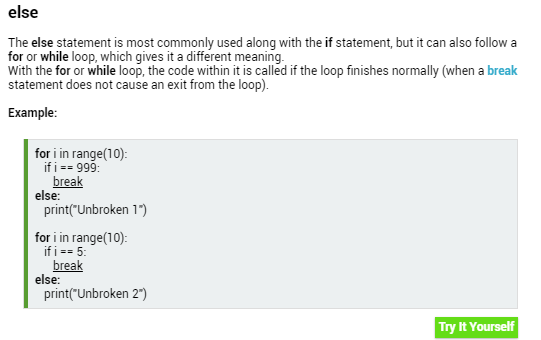 else
The else statement is most commonly used along with the if statement, but it can also follow a
for or while loop, which gives it a different meaning.
With the for or while loop, the code within it is called if the loop finishes normally (when a break
statement does not cause an exit from the loop).
Example:
for i in range(10):
if i == 999:
break
else:
print("Unbroken 1")
for i in range(10):
if i == 5:
break
else:
print("Unbroken 2")
Try It Yourself